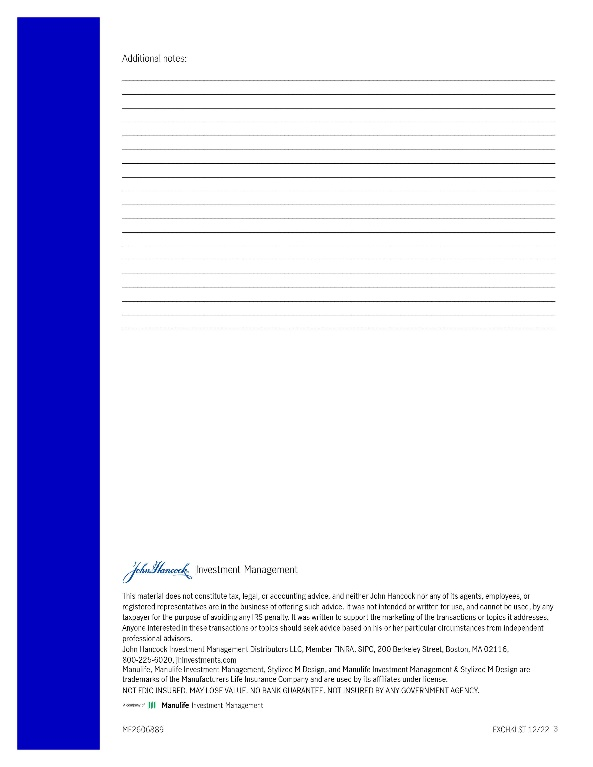 Additional notes:
John Hancock Investment Management
This material does not constitute tax, legal, or accounting advice, and neither John Hancock nor any of its agents, employees, or
registered representatives are in the business of offering such advice. It was not intended or written for use, and cannot be used, by any
taxpayer for the purpose of avoiding any IRS penalty. It was written to support the marketing of the transactions or topics it addresses.
Anyone interested in these transactions or topics should seek advice based on his or her particular circumstances from independent
professional advisors.
John Hancock Investment Management Distributors LLC, Member FINRA, SIPC, 200 Berkeley Street, Boston, MA 02116,
800-225-6020, jhinvestments.com
Manulife, Manulife Investment Management, Stylized M Design, and Manulife Investment Management & Stylized M Design are
trademarks of the Manufacturers Life Insurance Company and are used by its affiliates under license.
NOT FDIC INSURED. MAY LOSE VALUE. NO BANK GUARANTEE. NOT INSURED BY ANY GOVERNMENT AGENCY.
A company of Manulife Investment Management
MF2606889
EXCHKLST 12/22 3